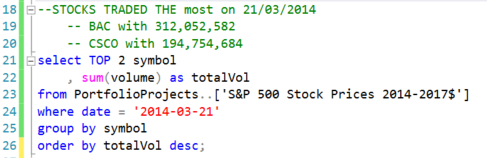 18 --STOCKS TRADED THE most on 21/03/2014
19 -- BAC with 312,052,582
20 -- CSCO with 194,754,684
21 select TOP 2 symbol
22 , sum(volume) as totalVol
23 from PortfolioProjects..['S&P 500 Stock Prices 2014-2017$']
24 where date = '2014-03-21'
25 group by symbol
26 order by totalVol desc;